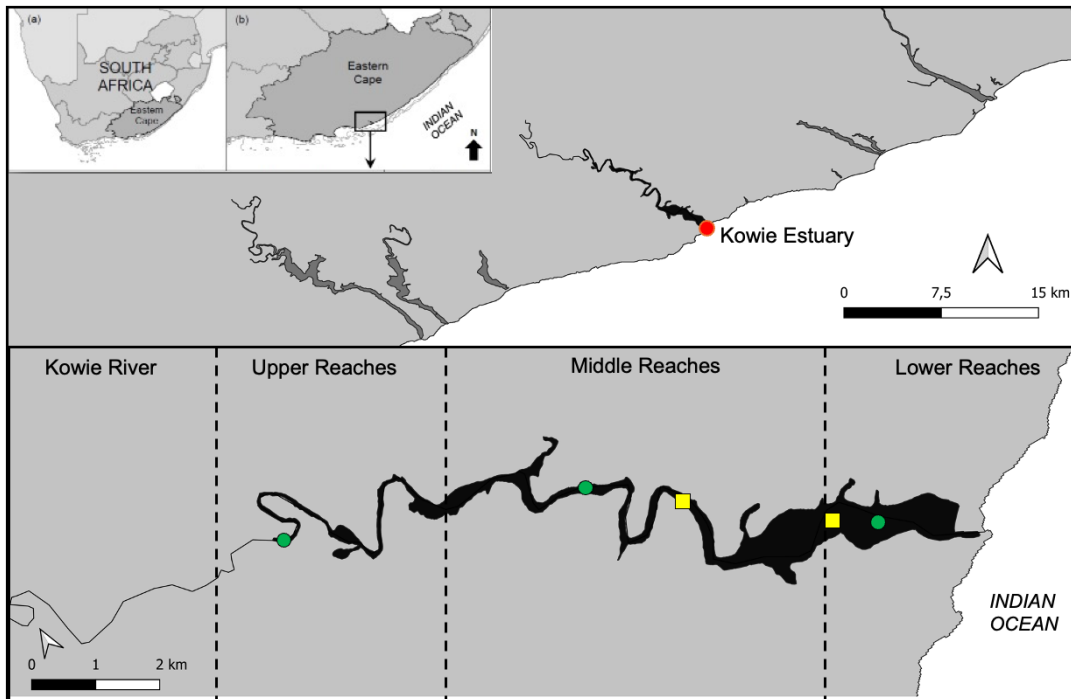 (a)
SOUTH
AFRICA
Eastern
Cape
(b)
Eastern
Cape
INDIAN
OCEAN
N
Kowie Estuary
0 7,5 15 km
Kowie River
Upper Reaches
Middle Reaches
Lower Reaches
INDIAN
OCEAN
0 1 2 km